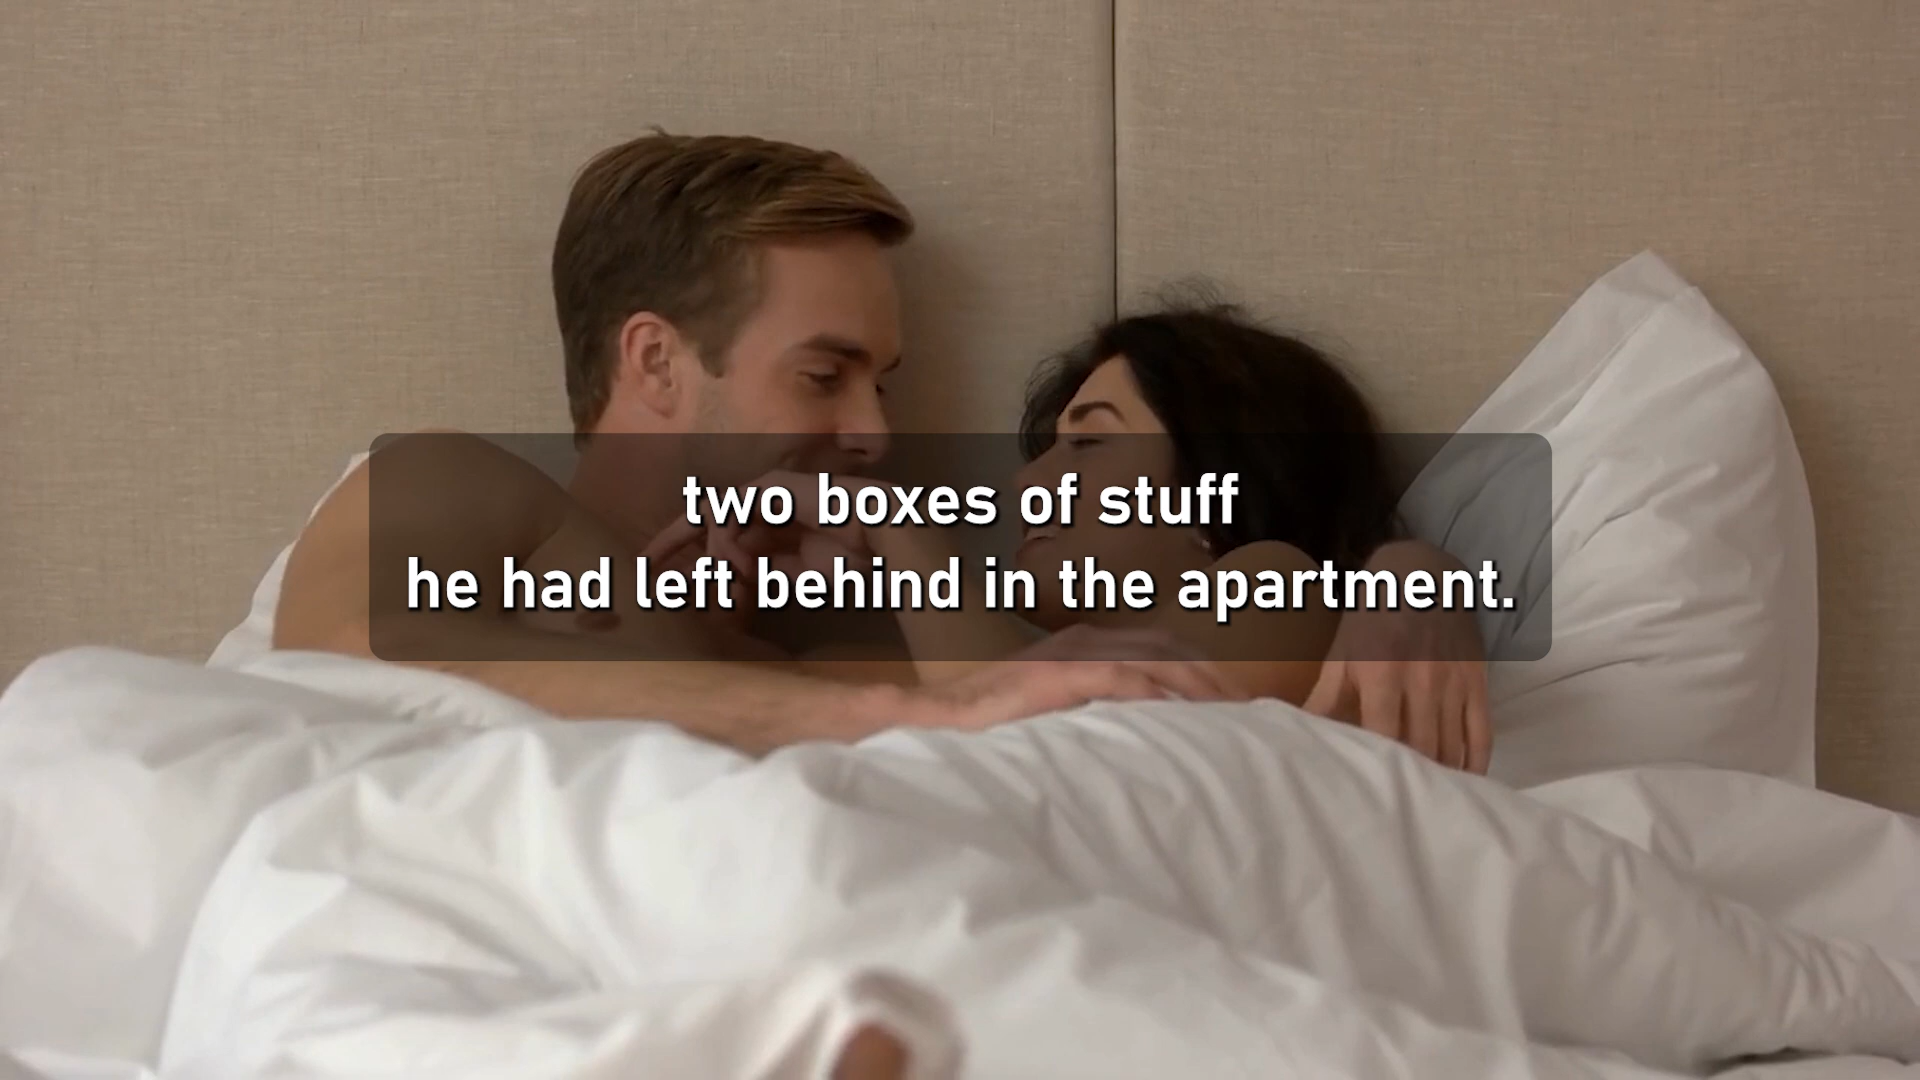 two boxes of stuff
he had left behind in the apartment.